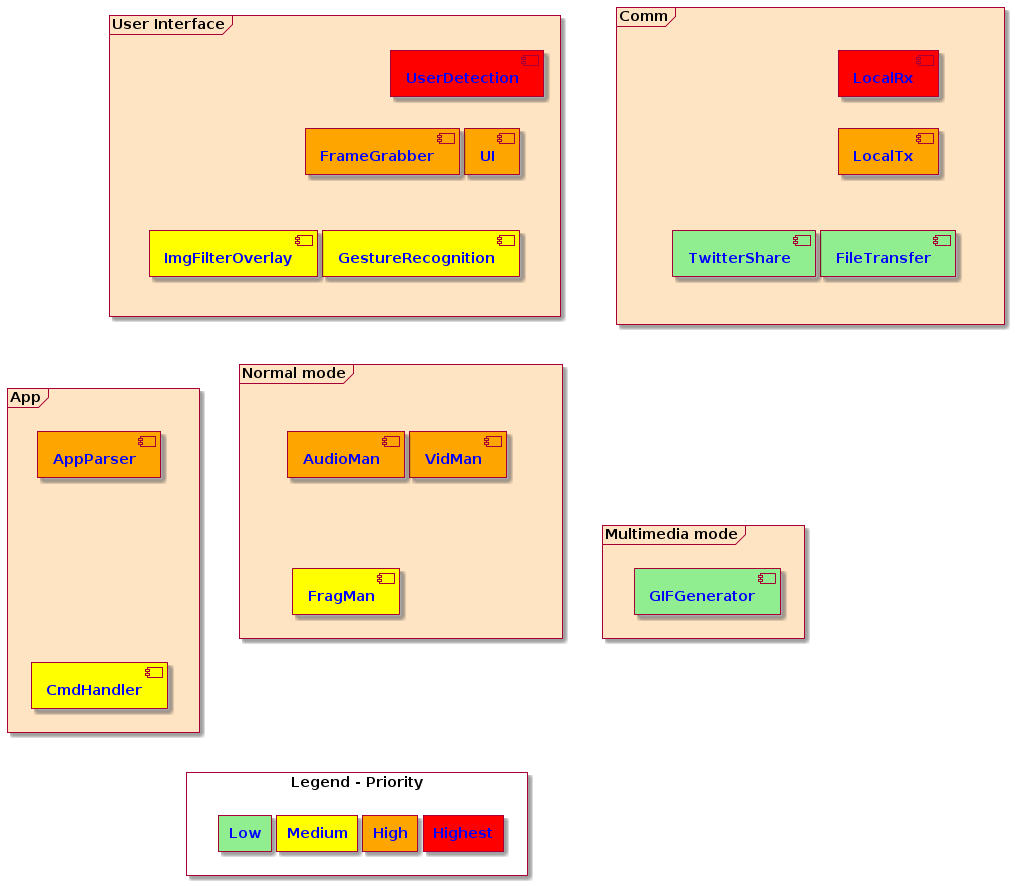 User Interface
UserDetection
FrameGrabber
UI
ImgFilterOverlay
GestureRecognition
Comm
LocalRx
LocalTx
TwitterShare
FileTransfer
App
AppParser
CmdHandler
Normal mode
AudioMan
VidMan
FragMan
Multimedia mode
GIFGenerator
Legend - Priority
Low
Medium
High
Highest